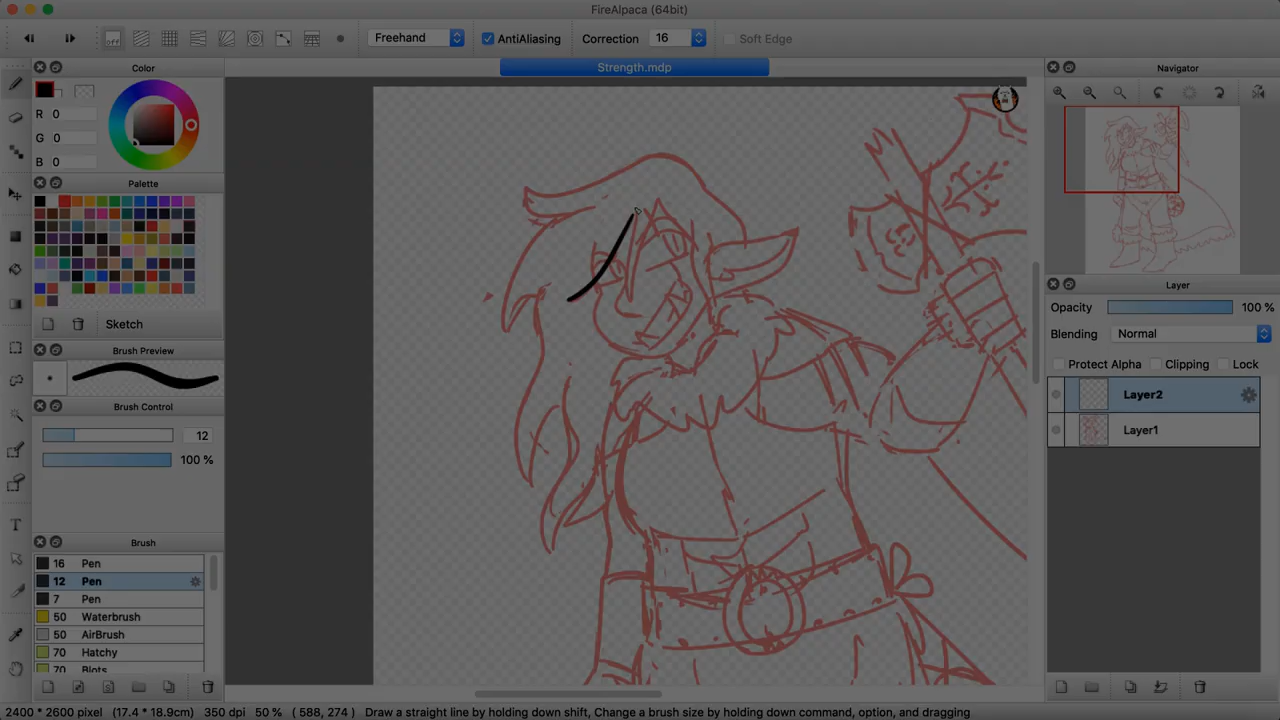 FireAlpaca (64bit)
off
Freehand
AntiAliasing
Correction
16
Soft Edge
Color
Strength.mdp
Navigator
R 0
G 0
B 0
Palette
Sketch
Brush Preview
Brush Control
12
100 %
Brush
16 Pen
12 Pen
7 Pen
50 Waterbrush
50 AirBrush
70 Hatchy
70 Blots
Layer
Opacity 100 %
Blending Normal
Protect Alpha Clipping Lock
Layer2
Layer1
T
2400 * 2600 pixel (17.4 * 18.9cm) 350 dpi 50 % ( 588, 274 ) Draw a straight line by holding down shift, Change a brush size by holding down command, option, and dragging